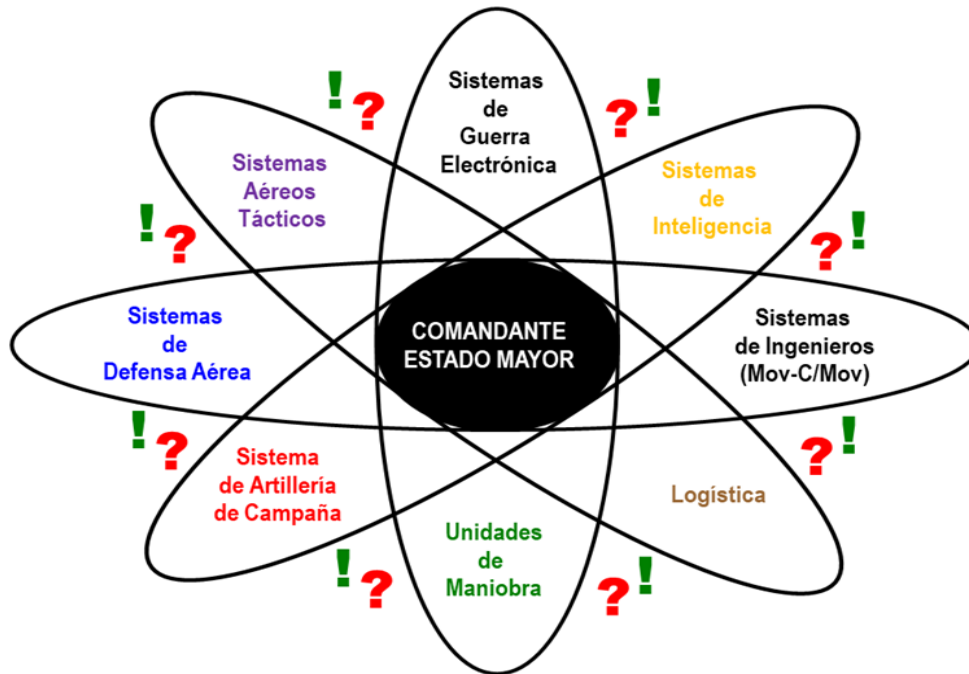 Sistemas
de
Guerra
Electrónica
! ?
? !
Sistemas
Aéreos
Tácticos
Sistemas
de
Inteligencia
! ?
? !
Sistemas
de
Defensa Aérea
COMANDANTE
ESTADO MAYOR
Sistemas
de Ingenieros
(Mov-C/Mov)
! ?
? !
Sistema
de Artillería
de Campaña
Unidades
de
Maniobra
Logística
! ?
? !